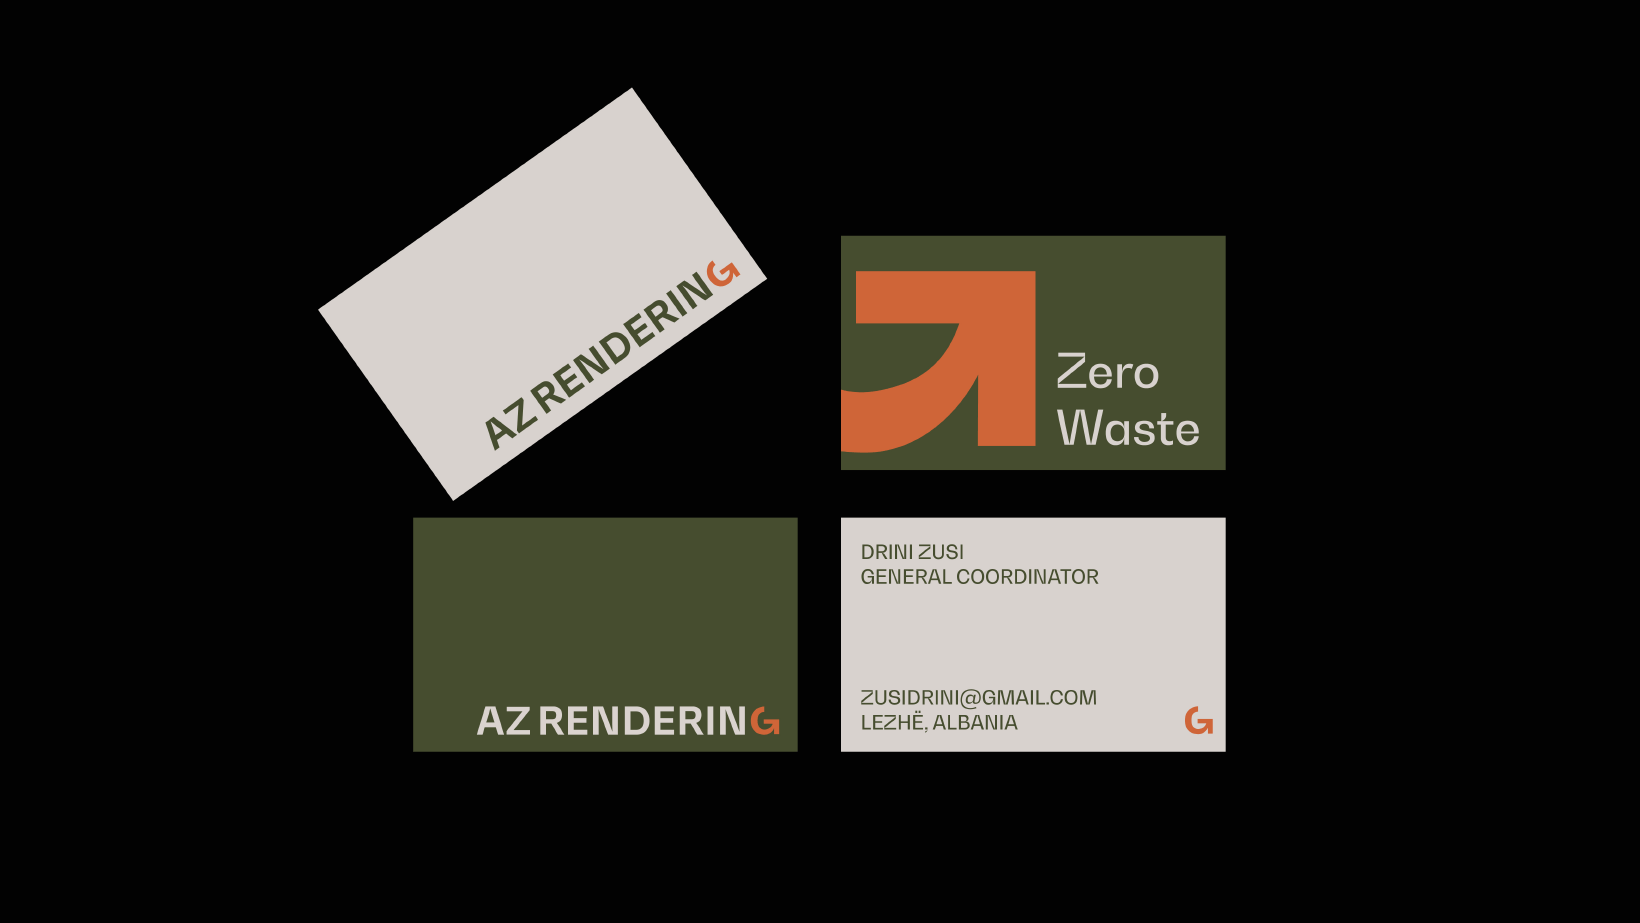 AZ RENDERING
Zero
Waste
AZ RENDERING
DRINI ZUSI
GENERAL COORDINATOR
ZUSIDRINI@GMAIL.COM
LEZHË, ALBANIA
G